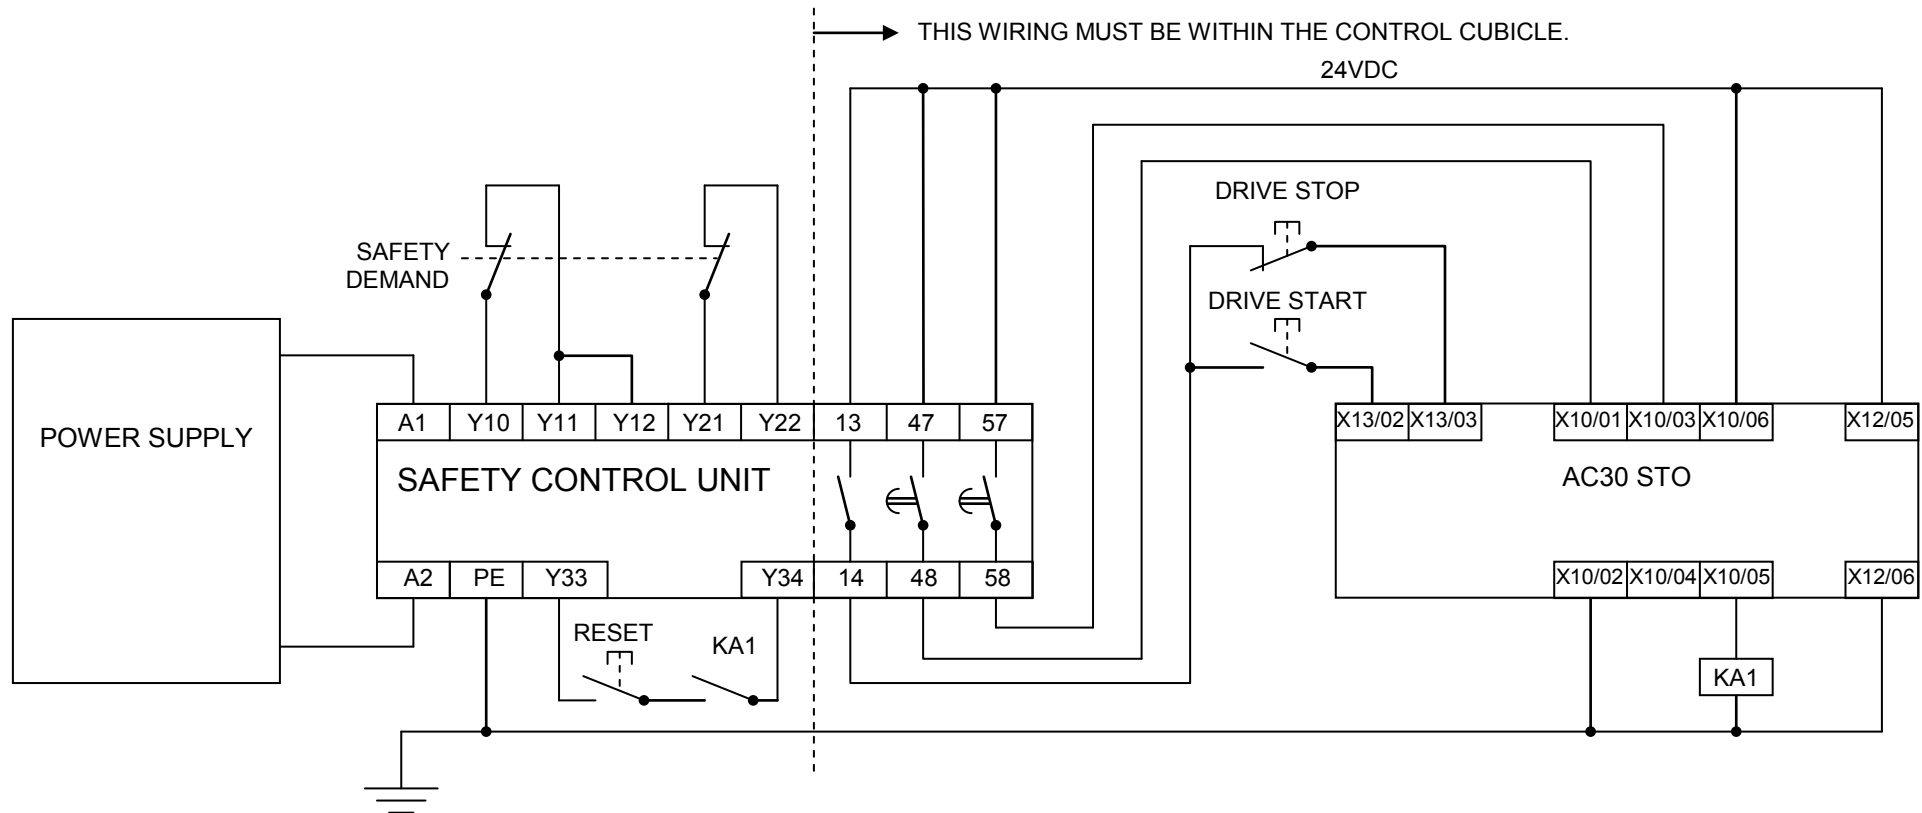 THIS WIRING MUST BE WITHIN THE CONTROL CUBICLE.
24VDC
DRIVE STOP
SAFETY
DEMAND
DRIVE START
POWER SUPPLY
A1 Y10 Y11 Y12 Y21 Y22 13 47 57
X13/02 X13/03 X10/01 X10/03 X10/06 X12/05
SAFETY CONTROL UNIT
AC30 STO
A2 PE Y33 Y34 14 48 58
X10/02 X10/04 X10/05 X12/06
RESET
KA1
KA1